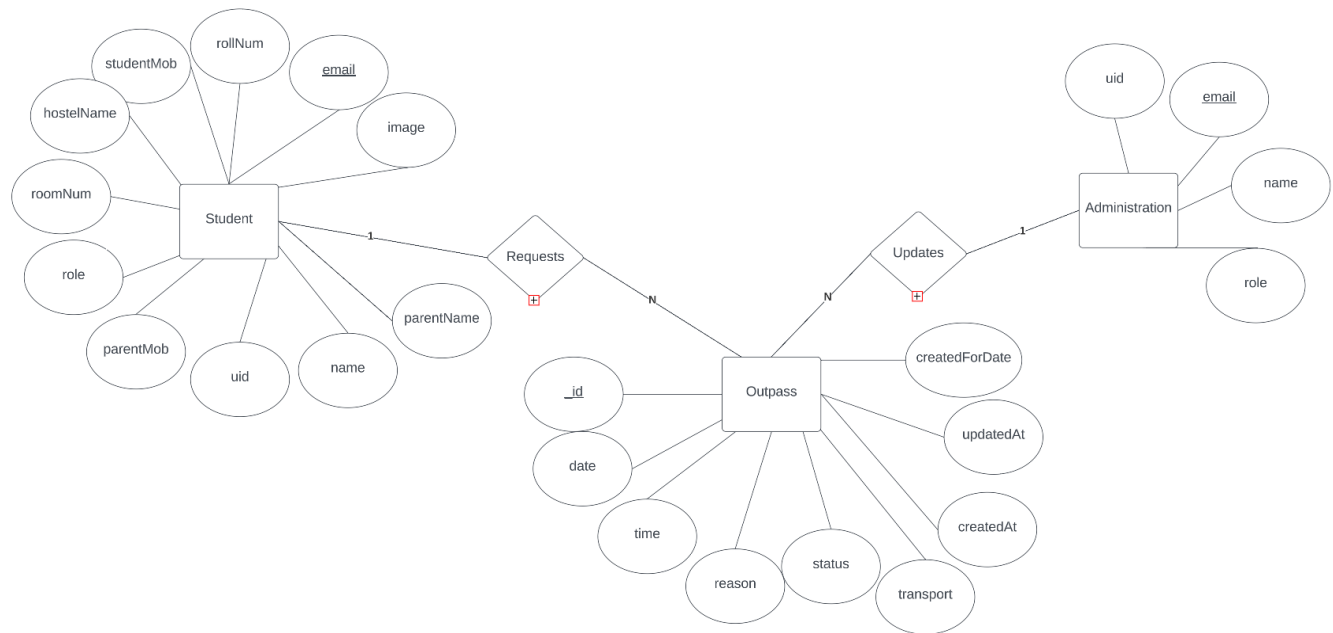 rollNum
studentMob
email
hostelName
image
roomNum
Student
role
parentMob
uid
name
parentName
1
Requests
N
Updates
N
1
uid
email
name
Administration
role
Outpass
_id
date
time
reason
status
transport
createdAt
updatedAt
createdForDate